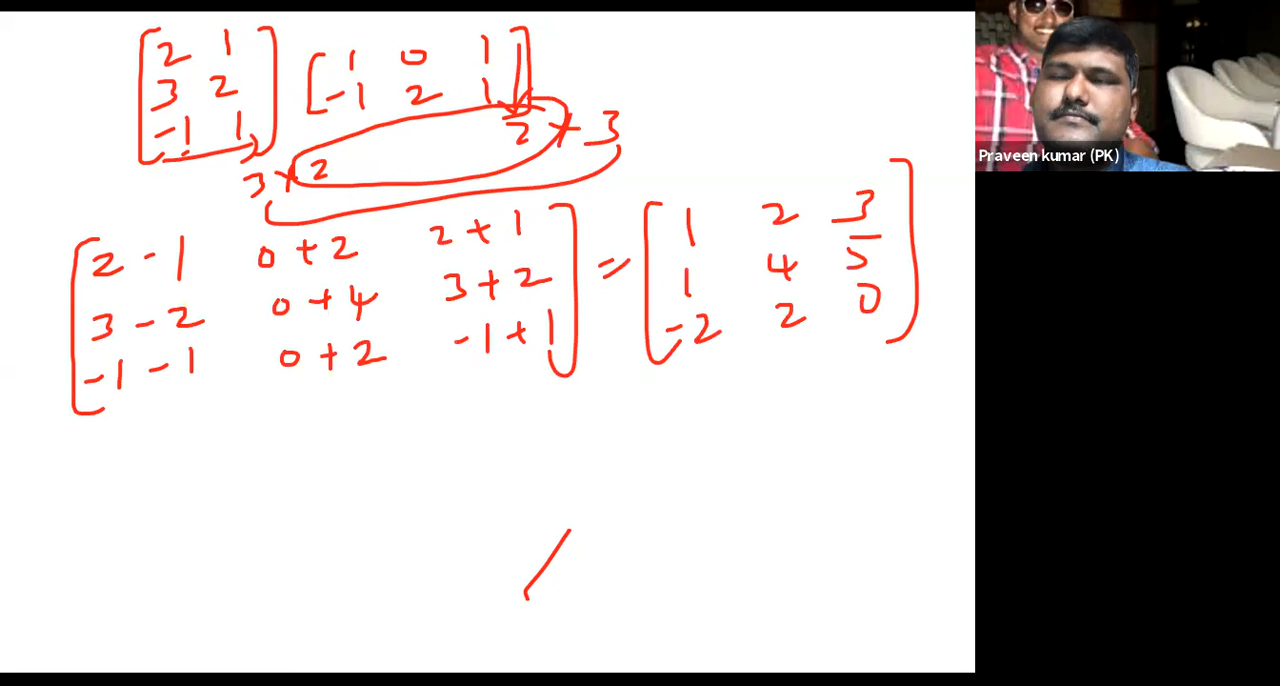 2 1 1 0 1
3 2 -1 2 1
-1 1 2 × 3
3 × 2
2 - 1 0 + 2 2 + 1 = 1 2 3
3 - 2 0 + 4 3 + 2 1 4 5
-1 - 1 0 + 2 -1 + 1 -2 2 0
Praveen kumar (PK)